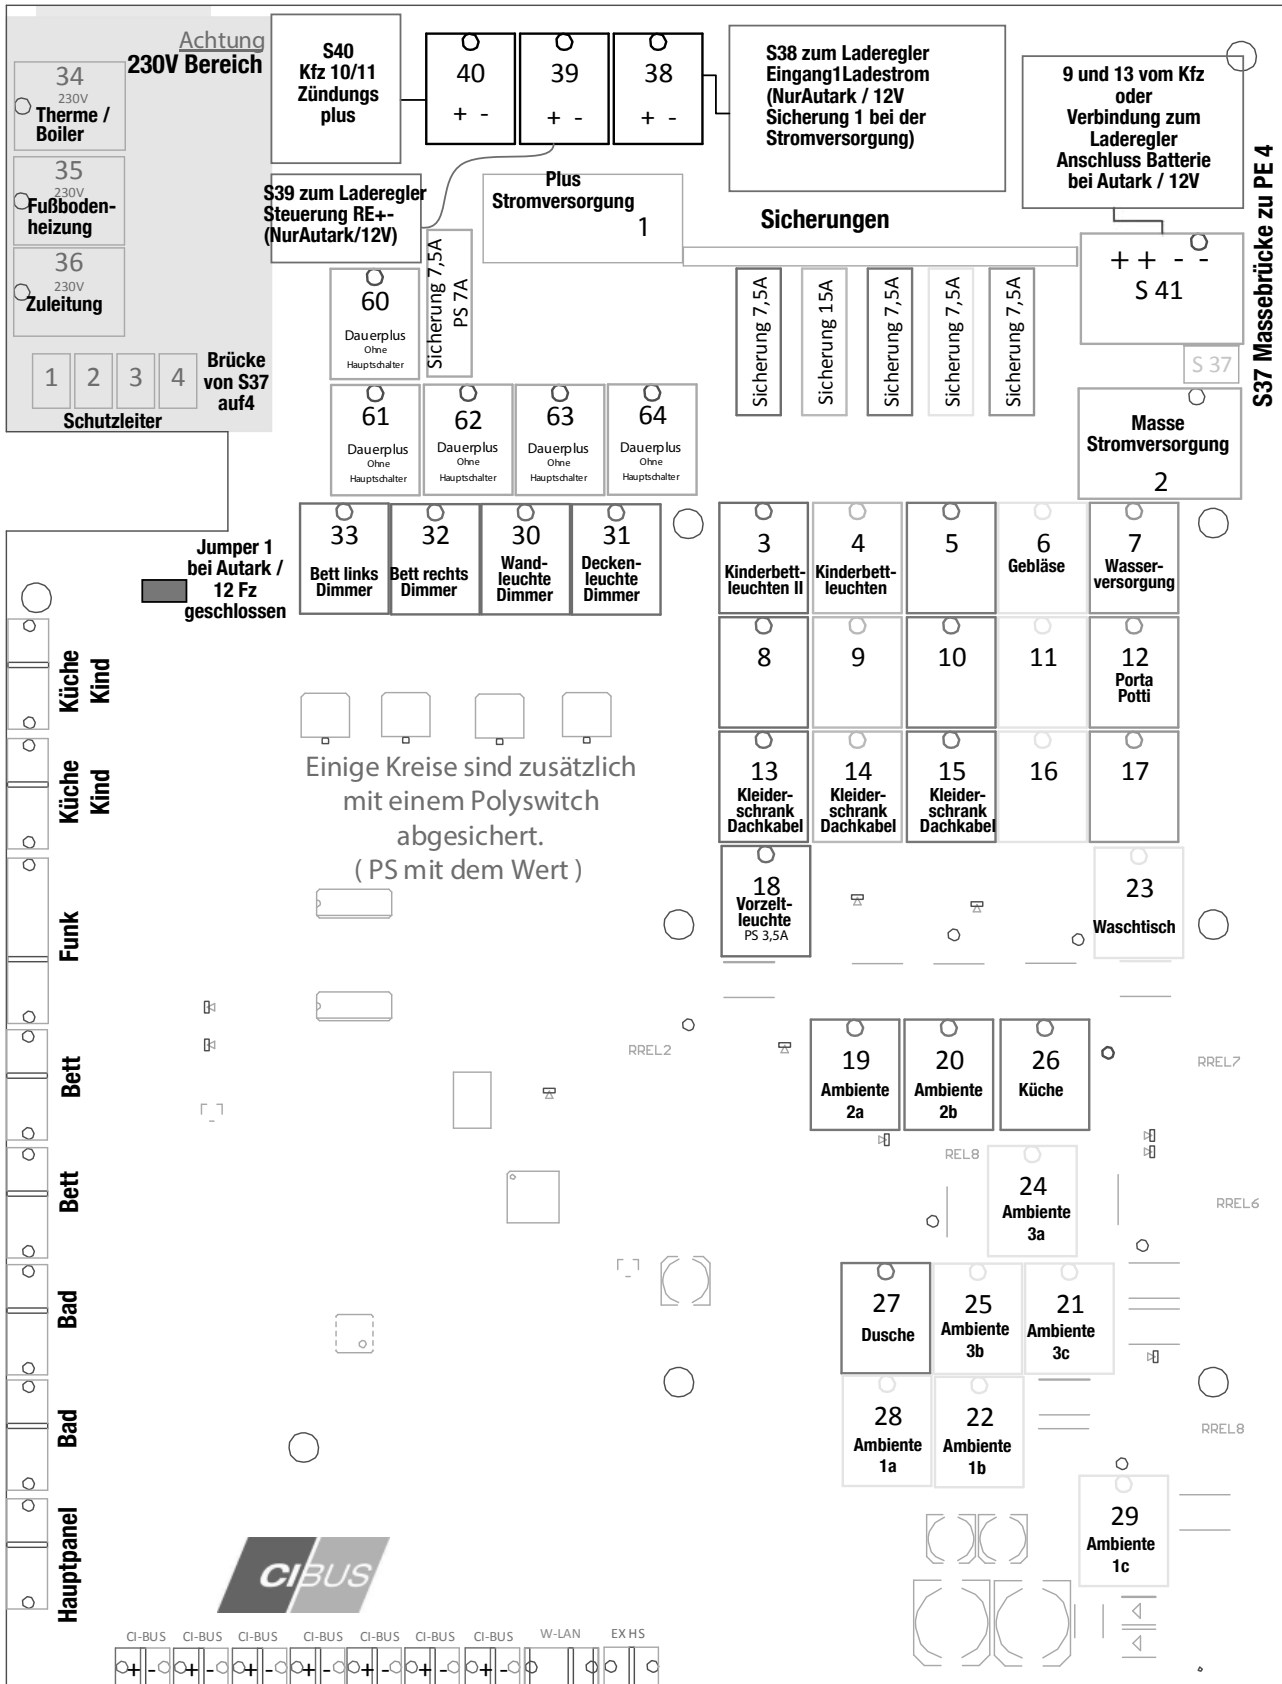 Achtung
230V Bereich
34
230V
Therme /
Boiler
35
230V
Fußboden-
heizung
36
230V
Zuleitung
1 2 3 4
Brücke
von S37
auf4
Schutzleiter
S40
Kfz 10/11
Zündungs
plus
40
+ -
39
+ -
38
+ -
S38 zum Laderegler
Eingang1Ladestrom
(NurAutark / 12V
Sicherung 1 bei der
Stromversorgung)
9 und 13 vom Kfz
oder
Verbindung zum
Laderegler
Anschluss Batterie
bei Autark / 12V
S37 Massebrücke zu PE 4
S39 zum Laderegler
Steuerung RE+-
(NurAutark/12V)
Sicherung 7,5A
PS 7A
Plus
Stromversorgung
1
Sicherungen
Sicherung 7,5A
Sicherung 15A
Sicherung 7,5A
Sicherung 7,5A
Sicherung 7,5A
+ + - -
S 41
S 37
Masse
Stromversorgung
2
60
Dauerplus
Ohne
Hauptschalter
61
Dauerplus
Ohne
Hauptschalter
62
Dauerplus
Ohne
Hauptschalter
63
Dauerplus
Ohne
Hauptschalter
64
Dauerplus
Ohne
Hauptschalter
Jumper 1
bei Autark /
12 Fz
geschlossen
33
Bett links
Dimmer
32
Bett rechts
Dimmer
30
Wand-
leuchte
Dimmer
31
Decken-
leuchte
Dimmer
3
Kinderbett-
leuchten II
4
Kinderbett-
leuchten
5
6
Gebläse
7
Wasser-
versorgung
8
9
10
11
12
Porta
Potti
13
Kleider-
schrank
Dachkabel
14
Kleider-
schrank
Dachkabel
15
Kleider-
schrank
Dachkabel
16
17
18
Vorzelt-
leuchte
PS 3,5A
23
Waschtisch
Einige Kreise sind zusätzlich
mit einem Polyswitch
abgesichert.
( PS mit dem Wert )
Küche
Kind
Küche
Kind
Funk
Bett
Bett
Bad
Bad
Hauptpanel
RREL2
19
Ambiente
2a
20
Ambiente
2b
26
Küche
RREL7
REL8
24
Ambiente
3a
RREL6
27
Dusche
25
Ambiente
3b
21
Ambiente
3c
28
Ambiente
1a
22
Ambiente
1b
RREL8
29
Ambiente
1c
CIBUS
CI-BUS CI-BUS CI-BUS CI-BUS CI-BUS CI-BUS CI-BUS W-LAN EX HS
+ - + - + - + - + - + - + -